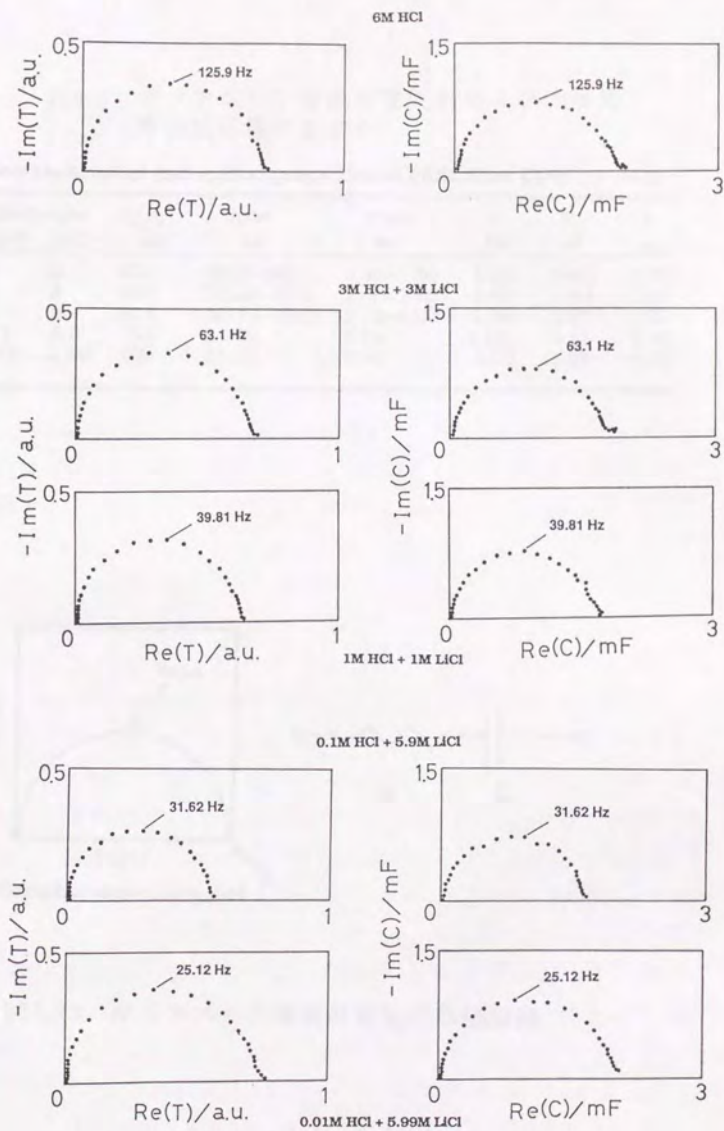 6M HCl
0.5
-Im(T)/a.u.
125.9 Hz
0
1
Re(T)/a.u.
1.5
-Im(C)/mF
125.9 Hz
0
3
Re(C)/mF
3M HCl + 3M LiCl
0.5
63.1 Hz
0
1
1.5
63.1 Hz
0
3
-Im(T)/a.u.
-Im(C)/mF
0.5
39.81 Hz
0
1
Re(T)/a.u.
1.5
39.81 Hz
0
3
Re(C)/mF
1M HCl + 1M LiCl
0.1M HCl + 5.9M LiCl
0.5
31.62 Hz
0
1
1.5
31.62 Hz
0
3
-Im(T)/a.u.
-Im(C)/mF
0.5
25.12 Hz
0
1
Re(T)/a.u.
1.5
25.12 Hz
0
3
Re(C)/mF
0.01M HCl + 5.99M LiCl